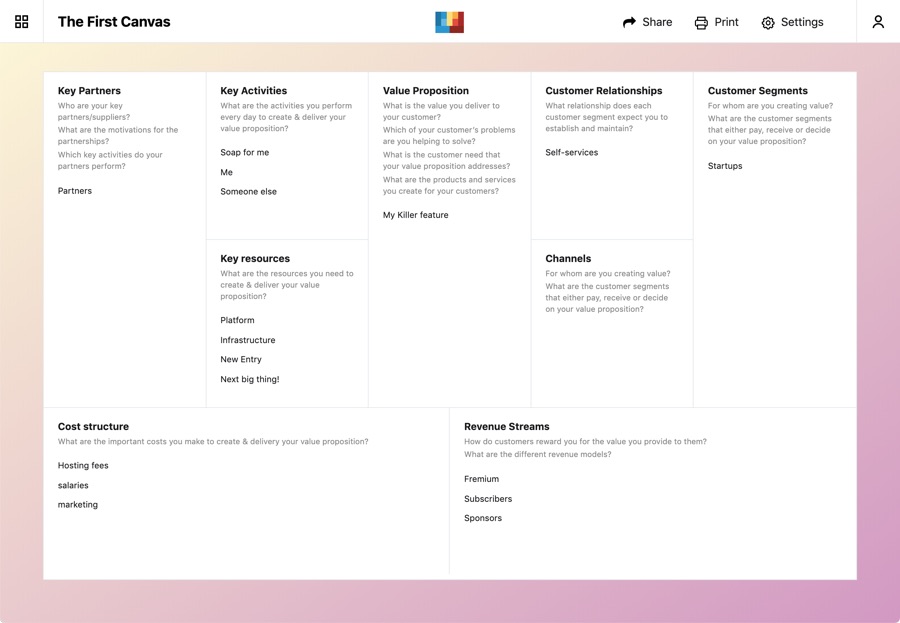 The First Canvas
Share
Print
Settings
Key Partners
Who are your key
partners/suppliers?
What are the motivations for the
partnerships?
Which key activities do your
partners perform?
Partners
Key Activities
What are the activities you perform
every day to create & deliver your
value proposition?
Soap for me
Me
Someone else
Key resources
What are the resources you need to
create & deliver your value
proposition?
Platform
Infrastructure
New Entry
Next big thing!
Value Proposition
What is the value you deliver to
your customer?
Which of your customer's problems
are you helping to solve?
What is the customer need that
your value proposition addresses?
What are the products and services
you create for your customers?
My Killer feature
Customer Relationships
What relationship does each
customer segment expect you to
establish and maintain?
Self-services
Channels
For whom are you creating value?
What are the customer segments
that either pay, receive or decide
on your value proposition?
Customer Segments
For whom are you creating value?
What are the customer segments
that either pay, receive or decide
on your value proposition?
Startups
Cost structure
What are the important costs you make to create & delivery your value proposition?
Hosting fees
salaries
marketing
Revenue Streams
How do customers reward you for the value you provide to them?
What are the different revenue models?
Fremium
Subscribers
Sponsors